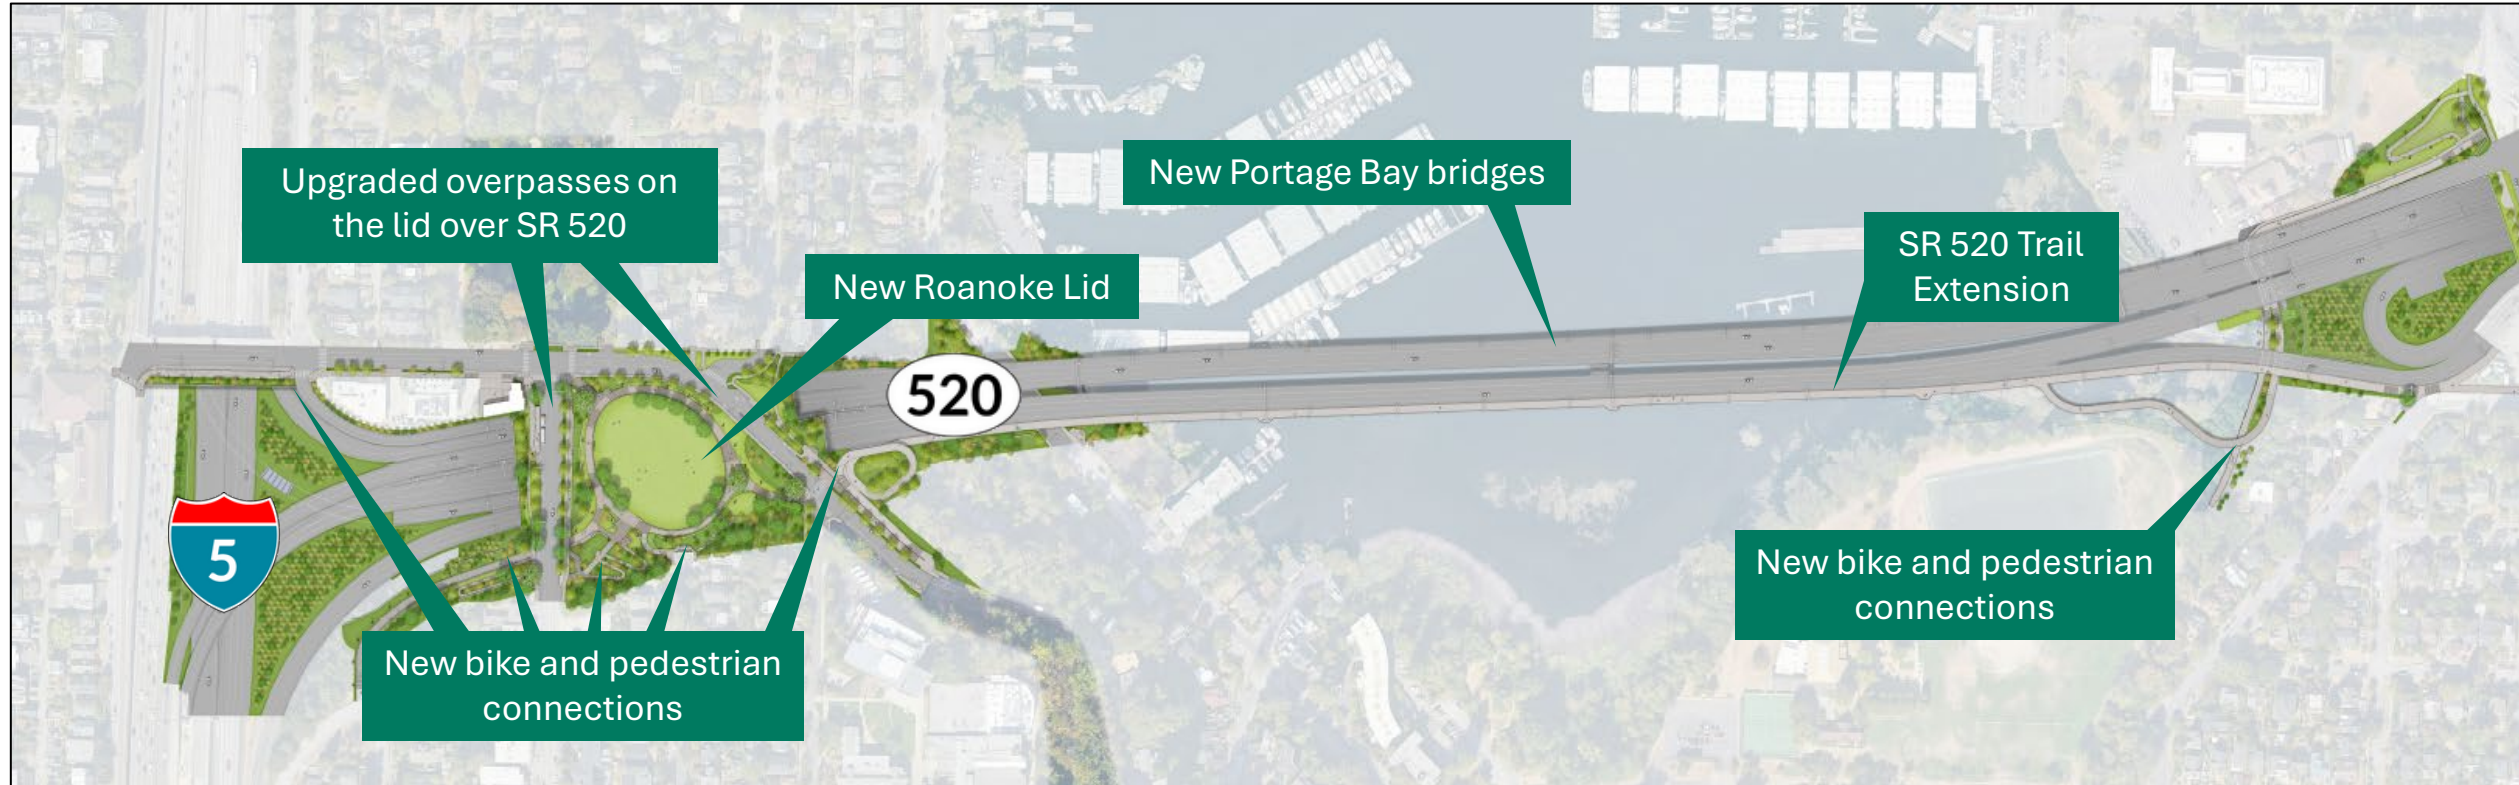 Upgraded overpasses on
the lid over SR 520
New Roanoke Lid
New Portage Bay bridges
SR 520 Trail
Extension
520
5
New bike and pedestrian
connections
New bike and pedestrian
connections